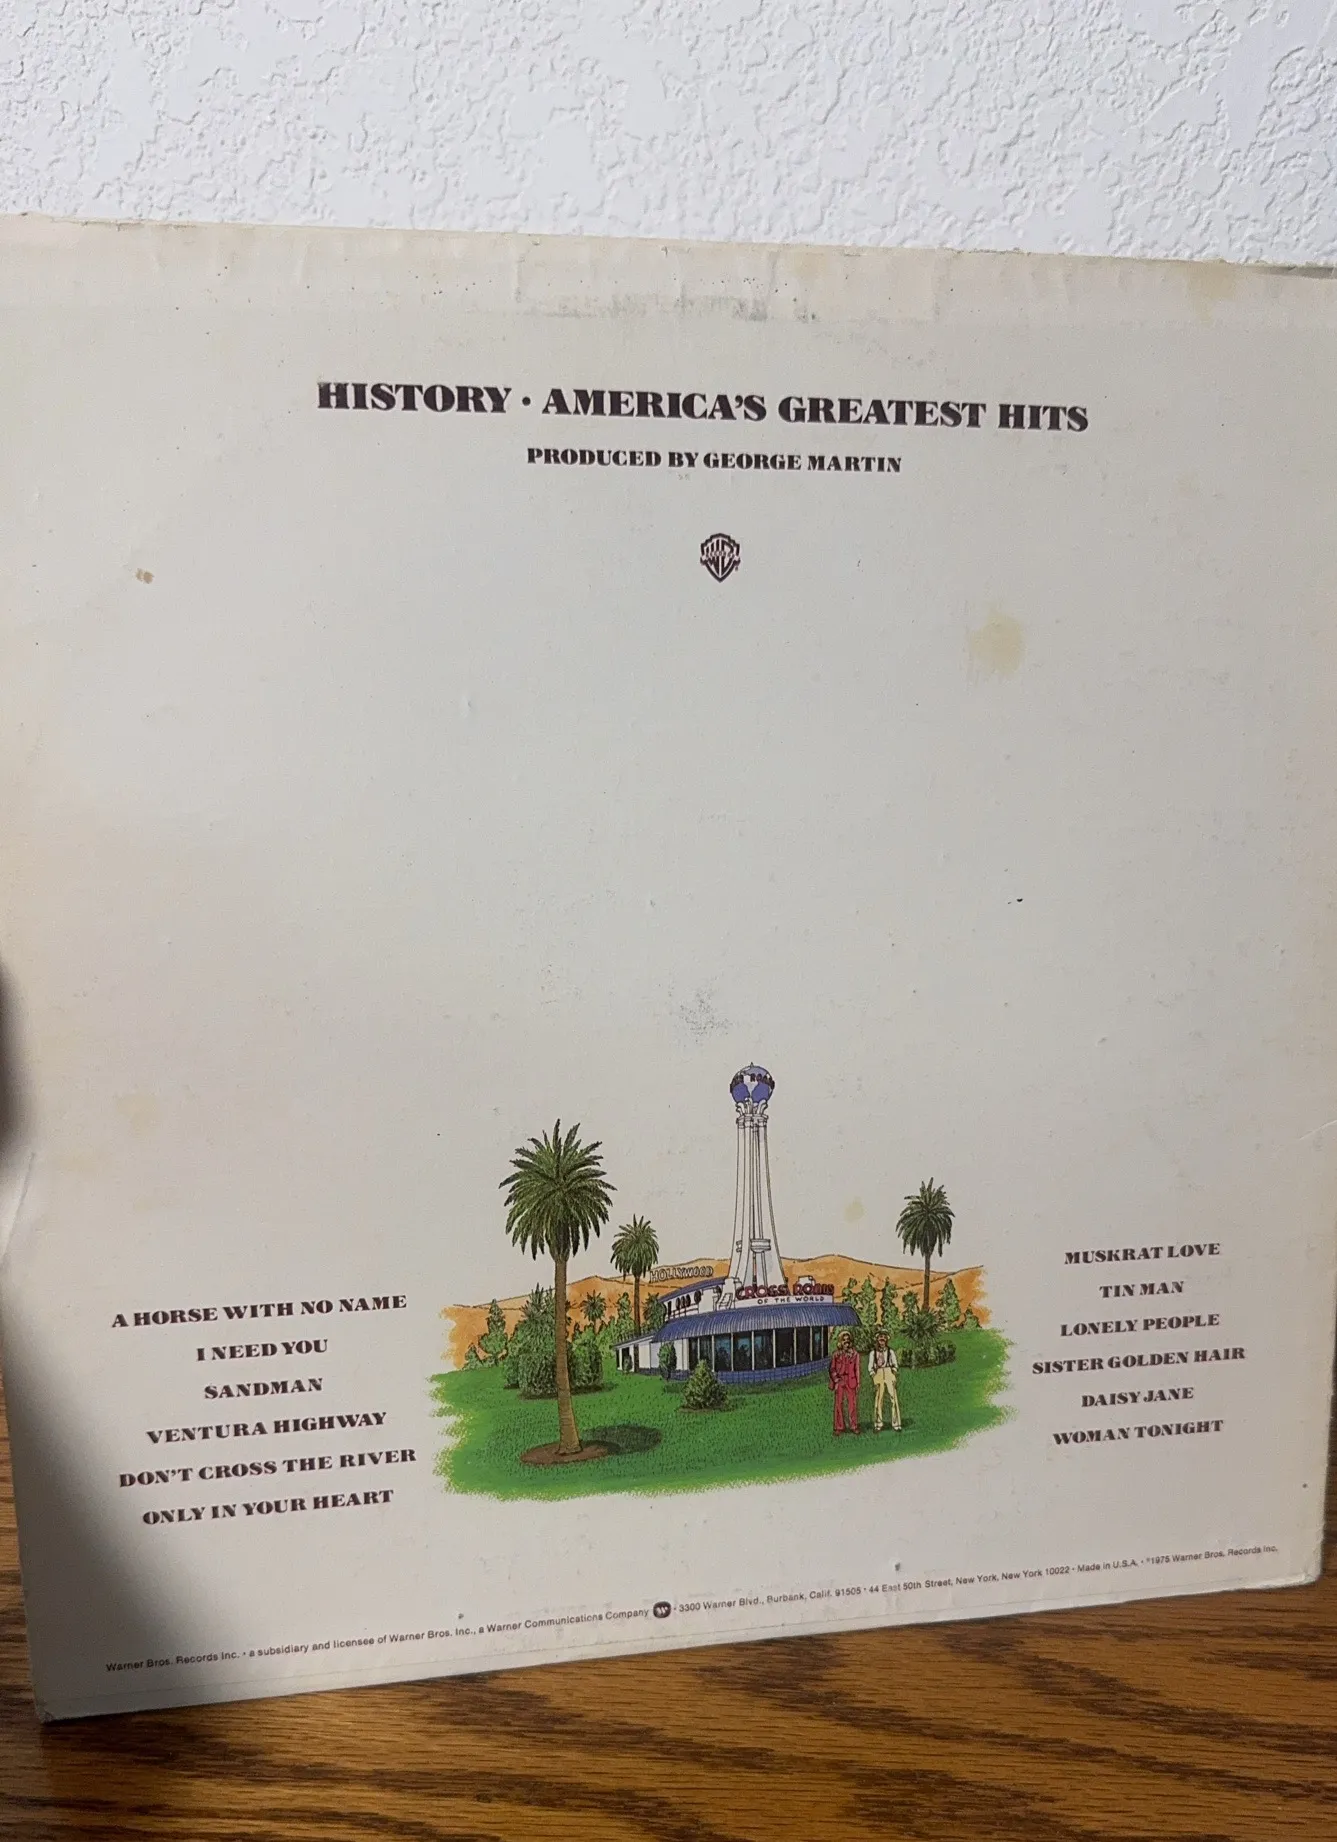 HISTORY · AMERICA'S GREATEST HITS
PRODUCED BY GEORGE MARTIN
HOLLYWOOD
CROSS ROADS
OF THE WORLD
A HORSE WITH NO NAME
I NEED YOU
SANDMAN
VENTURA HIGHWAY
DON'T CROSS THE RIVER
ONLY IN YOUR HEART
MUSKRAT LOVE
TIN MAN
LONELY PEOPLE
SISTER GOLDEN HAIR
DAISY JANE
WOMAN TONIGHT
Warner Bros. Records Inc. · a subsidiary and licensee of Warner Bros. Inc., a Warner Communications Company · 3300 Warner Blvd., Burbank, Calif. 91505 · 44 East 50th Street, New York, New York 10022 · Made in U.S.A. · ©1975 Warner Bros. Records Inc.